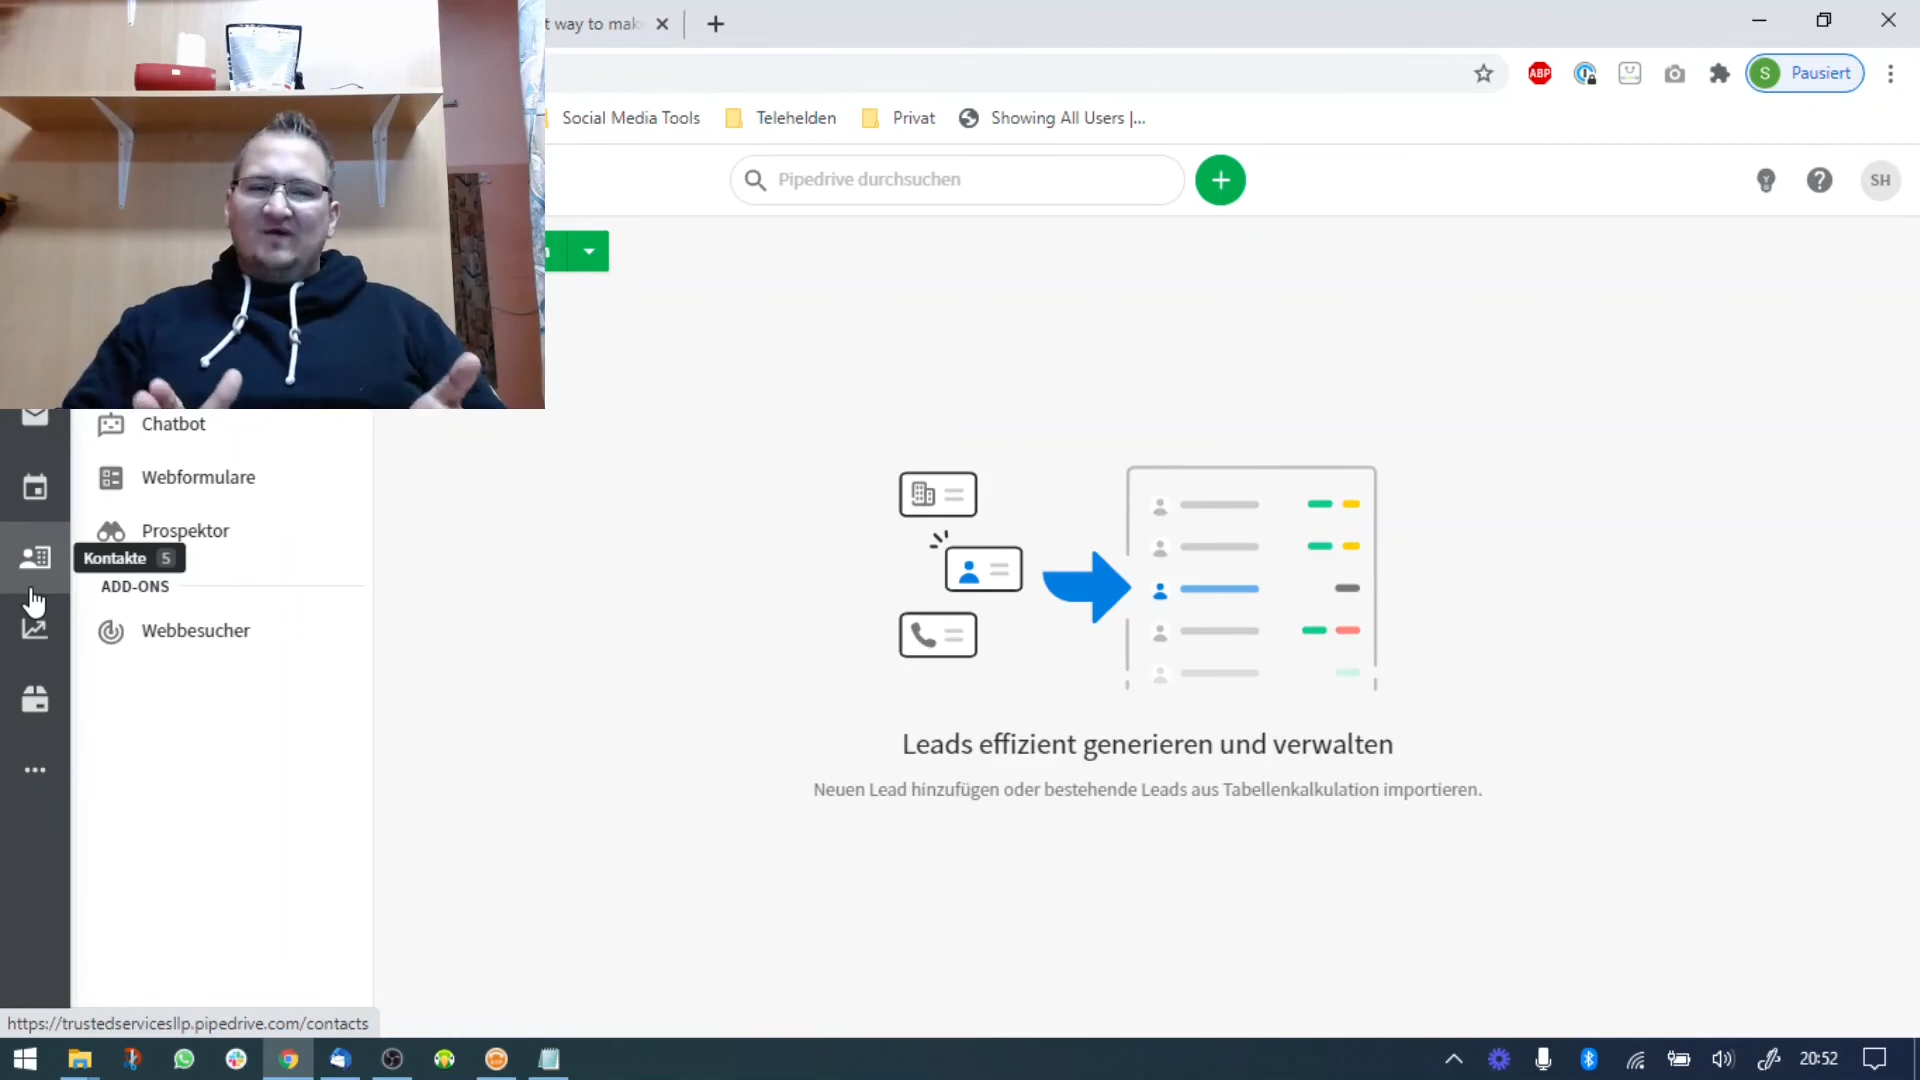 t way to mak
ABP
S
Pausiert
Social Media Tools
Telehelden
Privat
Showing All Users |...
Pipedrive durchsuchen
SH
n
Chatbot
Webformulare
Prospektor
Kontakte 5
ADD-ONS
Webbesucher
Leads effizient generieren und verwalten
Neuen Lead hinzufügen oder bestehende Leads aus Tabellenkalkulation importieren.
https://trustedservicesllp.pipedrive.com/contacts
20:52